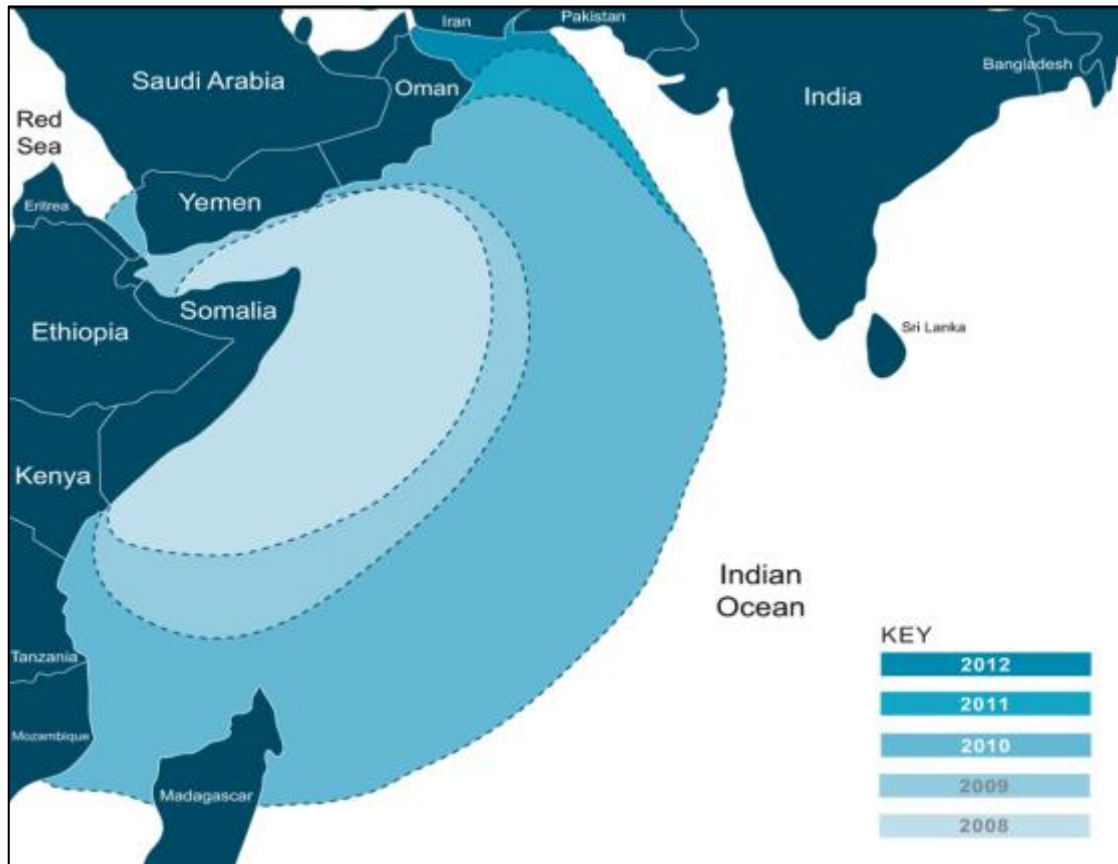 Iran
Pakistan
Saudi Arabia
Oman
Bangladesh
India
Red
Sea
Yemen
Eritrea
Somalia
Ethiopia
Sri Lanka
Kenya
Indian
Ocean
KEY
Tanzania
2012
2011
Mozambique
2010
2009
Madagascar
2008